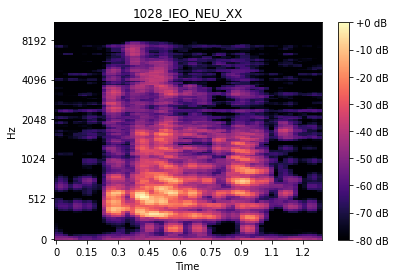 1028_IEO_NEU_XX
8192
4096
2048
1024
512
0
Hz
0 0.15 0.3 0.45 0.6 0.75 0.9 1.1 1.2
Time
+0 dB
-10 dB
-20 dB
-30 dB
-40 dB
-50 dB
-60 dB
-70 dB
-80 dB